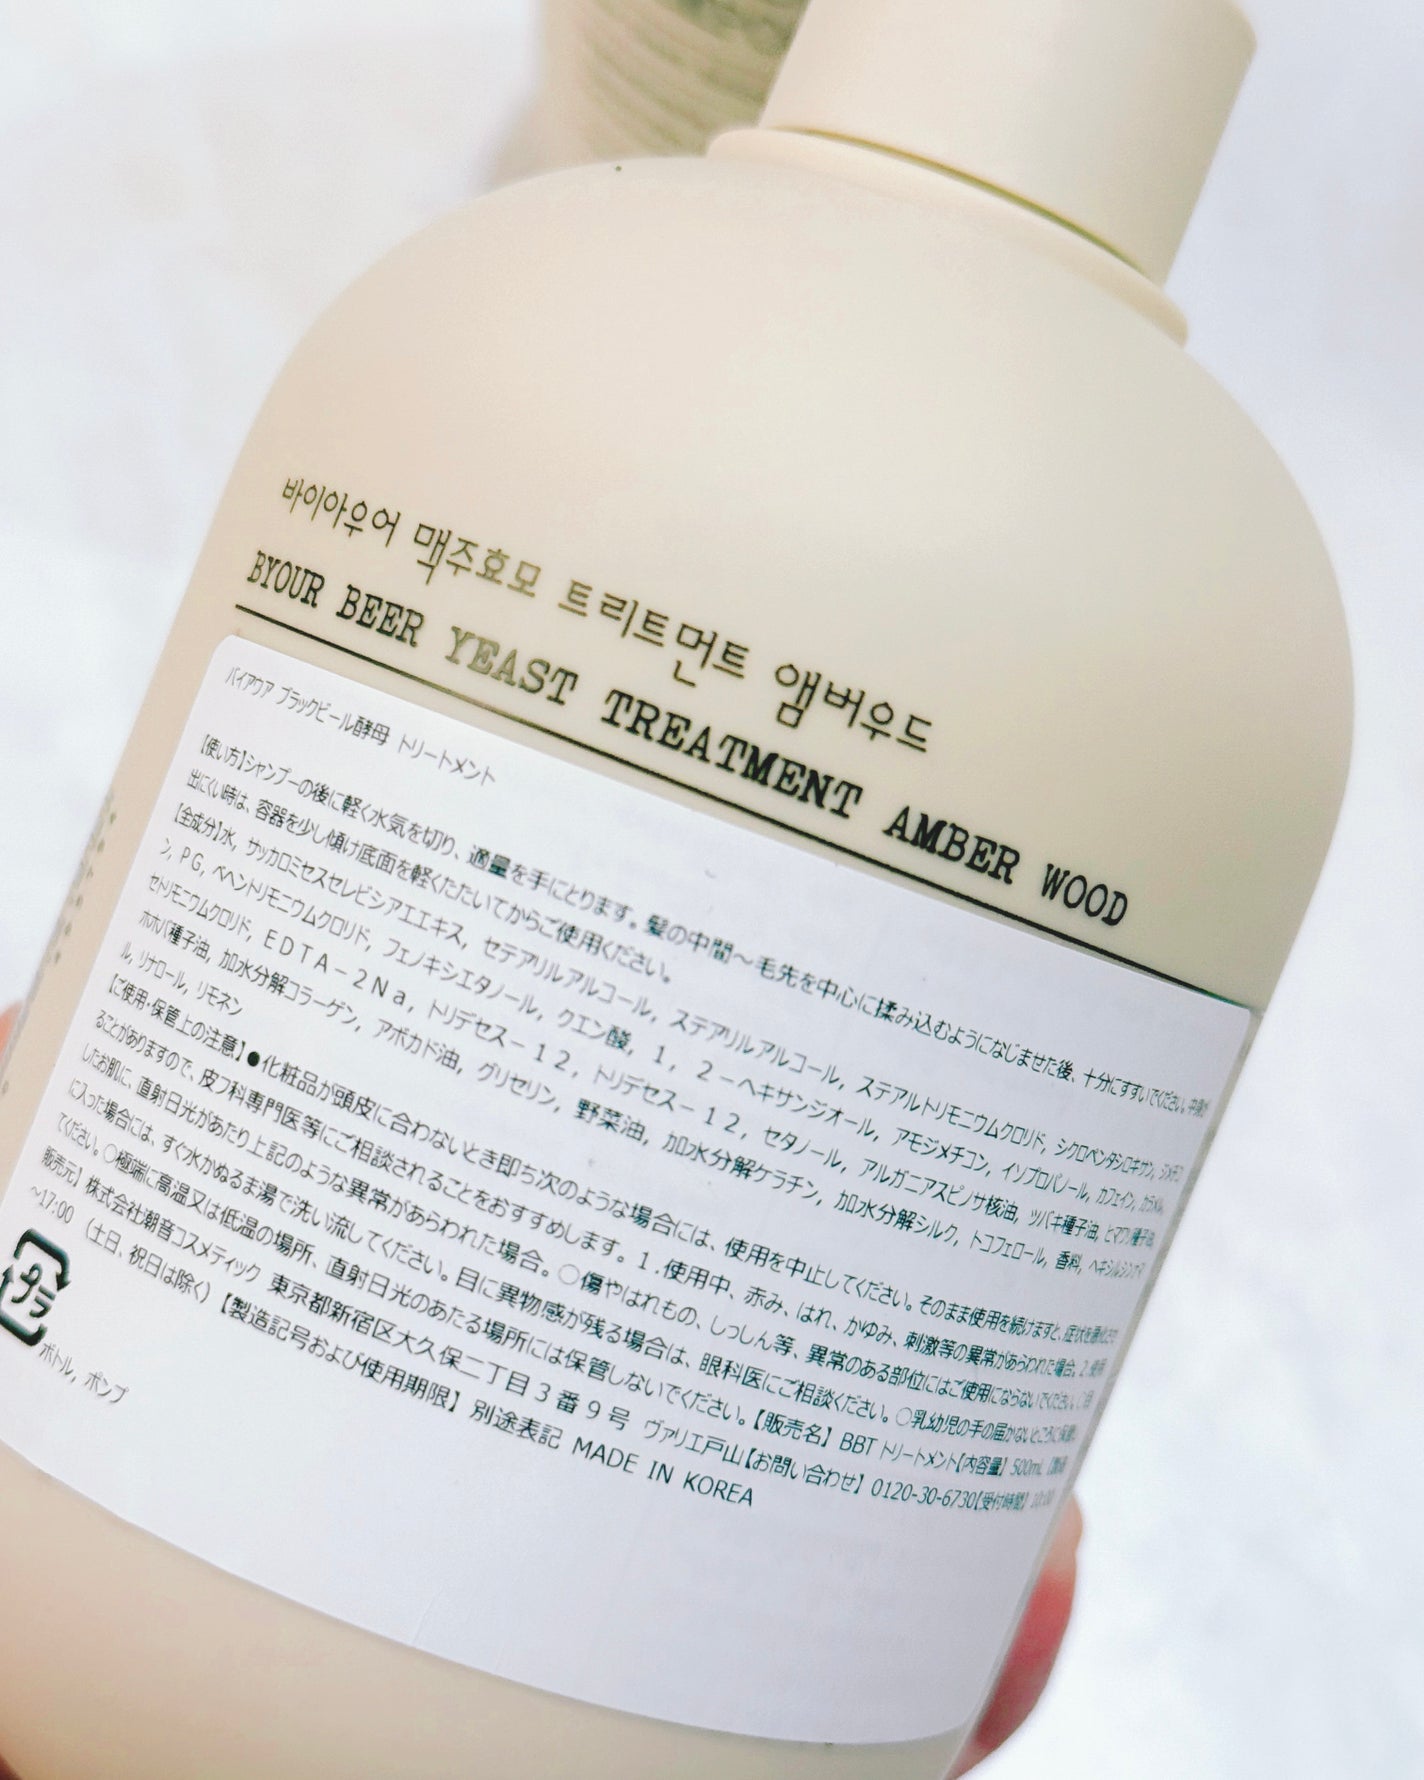 바이아우어 맥주효모 트리트먼트 앰버우드
BYOUR BEER YEAST TREATMENT AMBER WOOD
バイアウア ブラックビール酵母 トリートメント
【使い方】シャンプーの後に軽く水気を切り、適量を手にとります。髪の中間～毛先を中心に揉み込むようになじませた後、十分にすすいでください。中身が
出にくい時は、容器を少し傾け底面を軽くたたいてからご使用ください。
【全成分】水, サッカロミセスセレビシアエエキス, セテアリルアルコール, ステアリルアルコール, ステアルトリモニウムクロリド, シクロペンタシロキサン, ジメチコ
ン, PG, ベヘントリモニウムクロリド, フェノキシエタノール, クエン酸, 1, 2-ヘキサンジオール, アモジメチコン, イソプロパノール, カフェイン, カラメル,
セトリモニウムクロリド, EDTA-2Na, トリデセス-12, トリデセス-12, セタノール, アルガニアスピノサ核油, ツバキ種子油, ヒマワリ種子油,
ホホバ種子油, 加水分解コラーゲン, アボカド油, グリセリン, 野菜油, 加水分解ケラチン, 加水分解シルク, トコフェロール, 香料, ヘキシルシンナマ
ル, リナロール, リモネン
【ご使用・保管上の注意】●化粧品が頭皮に合わないとき即ち次のような場合には、使用を中止してください。そのまま使用を続けますと、症状を悪化させ
ることがありますので、皮フ科専門医等にご相談されることをおすすめします。1.使用中、赤み、はれ、かゆみ、刺激等の異常があらわれた場合。2.使用
したお肌に、直射日光があたり上記のような異常があらわれた場合。○傷やはれもの、しっしん等、異常のある部位にはご使用にならないでください。○目
に入った場合には、すぐ水かぬるま湯で洗い流してください。目に異物感が残る場合は、眼科医にご相談ください。○乳幼児の手の届かないところに保管し
てください。○極端に高温又は低温の場所、直射日光のあたる場所には保管しないでください。【販売名】BBT トリートメント【内容量】500mL【製造
販売元】株式会社潮音コスメティック 東京都新宿区大久保二丁目3番9号 ヴァリエ戸山【お問い合わせ】0120-30-6730【受付時間】10:00
～17:00 （土日、祝日は除く）【製造記号および使用期限】別途表記 MADE IN KOREA
プラ
ボトル, ポンプ